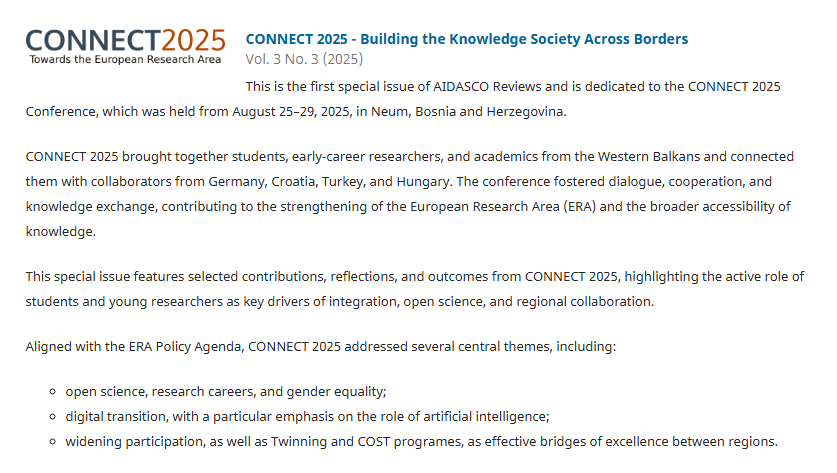 CONNECT2025
Towards the European Research Area
CONNECT 2025 - Building the Knowledge Society Across Borders
Vol. 3 No. 3 (2025)
This is the first special issue of AIDASCO Reviews and is dedicated to the CONNECT 2025
Conference, which was held from August 25–29, 2025, in Neum, Bosnia and Herzegovina.
CONNECT 2025 brought together students, early-career researchers, and academics from the Western Balkans and connected
them with collaborators from Germany, Croatia, Turkey, and Hungary. The conference fostered dialogue, cooperation, and
knowledge exchange, contributing to the strengthening of the European Research Area (ERA) and the broader accessibility of
knowledge.
This special issue features selected contributions, reflections, and outcomes from CONNECT 2025, highlighting the active role of
students and young researchers as key drivers of integration, open science, and regional collaboration.
Aligned with the ERA Policy Agenda, CONNECT 2025 addressed several central themes, including:
open science, research careers, and gender equality;
digital transition, with a particular emphasis on the role of artificial intelligence;
widening participation, as well as Twinning and COST programes, as effective bridges of excellence between regions.